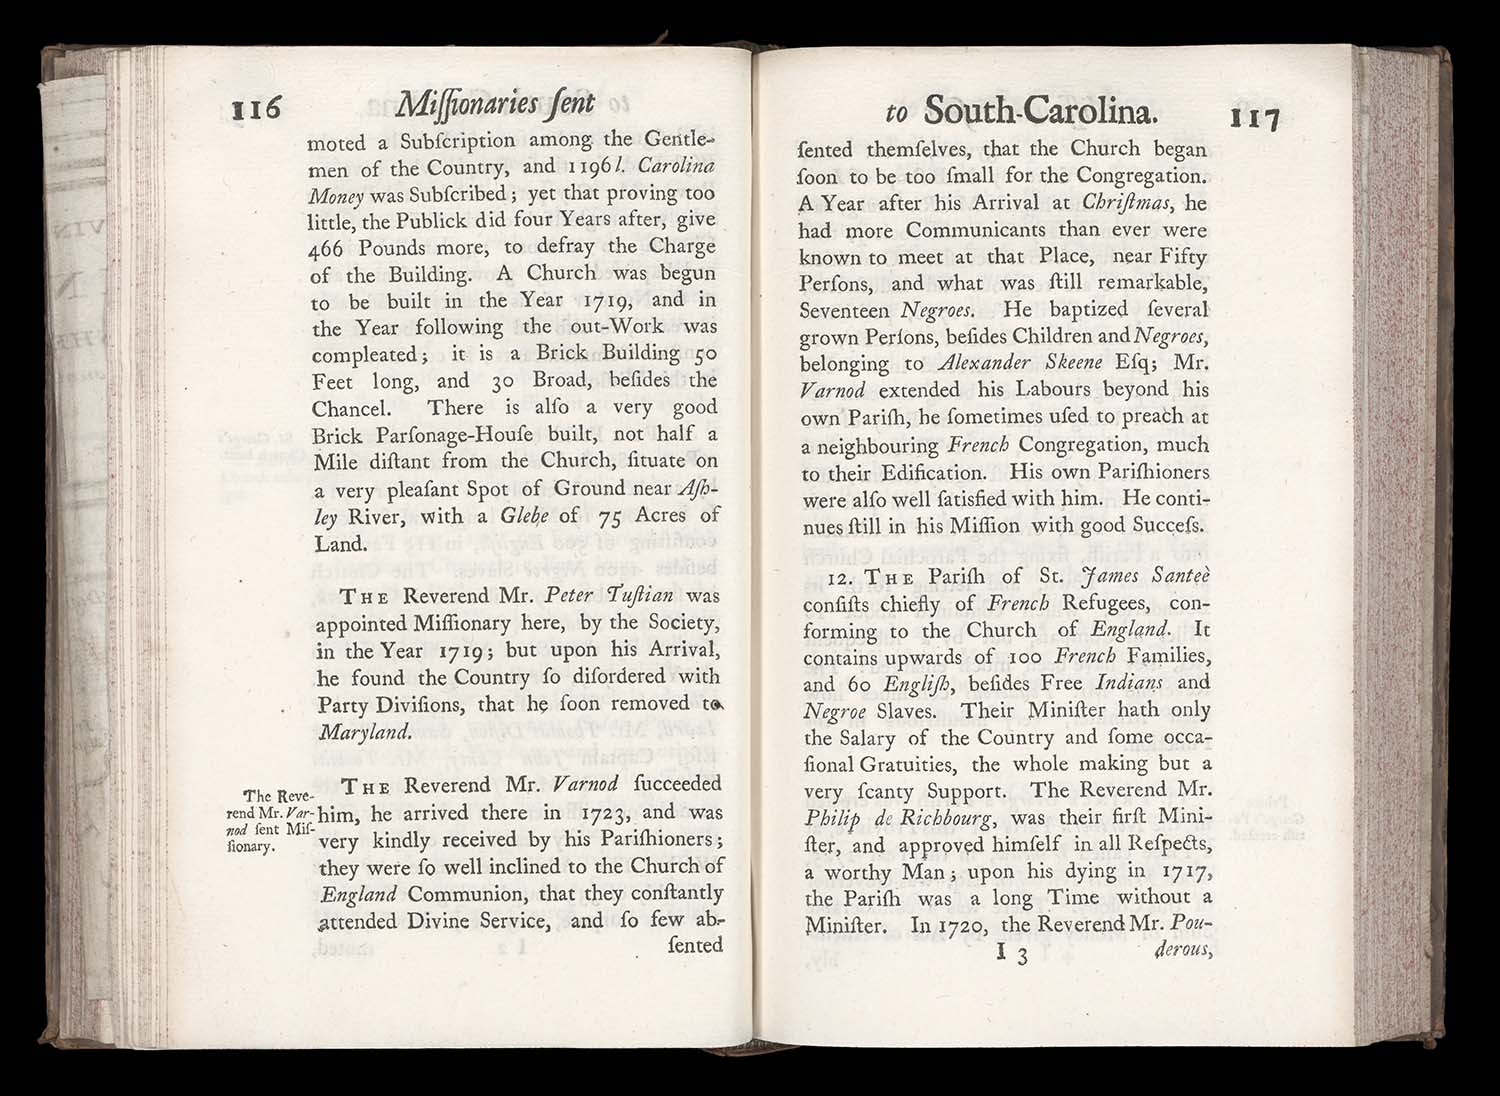 116
Miſſionaries ſent
moted a Subſcription among the Gentle-
men of the Country, and 1196 l. Carolina
Money was Subſcribed; yet that proving too
little, the Publick did four Years after, give
466 Pounds more, to defray the Charge
of the Building. A Church was begun
to be built in the Year 1719, and in
the Year following the out-Work was
compleated; it is a Brick Building 50
Feet long, and 30 Broad, beſides the
Chancel. There is alſo a very good
Brick Parſonage-Houſe built, not half a
Mile diſtant from the Church, ſituate on
a very pleaſant Spot of Ground near Aſh-
ley River, with a Glebe of 75 Acres of
Land.
THE Reverend Mr. Peter Tuſtian was
appointed Miſſionary here, by the Society,
in the Year 1719; but upon his Arrival,
he found the Country ſo diſordered with
Party Diviſions, that he ſoon removed to
Maryland.
The Reve-
rend Mr. Var-
nod ſent Miſ-
ſionary.
THE Reverend Mr. Varnod ſucceeded
him, he arrived there in 1723, and was
very kindly received by his Pariſhioners;
they were ſo well inclined to the Church of
England Communion, that they conſtantly
attended Divine Service, and ſo few ab-
ſented
to South-Carolina.
117
ſented themſelves, that the Church began
ſoon to be too ſmall for the Congregation.
A Year after his Arrival at Chriſtmas, he
had more Communicants than ever were
known to meet at that Place, near Fifty
Perſons, and what was ſtill remarkable,
Seventeen Negroes. He baptized ſeveral
grown Perſons, beſides Children and Negroes,
belonging to Alexander Skeene Eſq; Mr.
Varnod extended his Labours beyond his
own Pariſh, he ſometimes uſed to preach at
a neighbouring French Congregation, much
to their Edification. His own Pariſhioners
were alſo well ſatisfied with him. He conti-
nues ſtill in his Miſſion with good Succeſs.
12. THE Pariſh of St. James Santeè
conſiſts chiefly of French Refugees, con-
forming to the Church of England. It
contains upwards of 100 French Families,
and 60 Engliſh, beſides Free Indians and
Negroe Slaves. Their Miniſter hath only
the Salary of the Country and ſome occa-
ſional Gratuities, the whole making but a
very ſcanty Support. The Reverend Mr.
Philip de Richbourg, was their firſt Mini-
ſter, and approved himſelf in all Reſpects,
a worthy Man; upon his dying in 1717,
the Pariſh was a long Time without a
Miniſter. In 1720, the Reverend Mr. Pou-
I 3
derous,